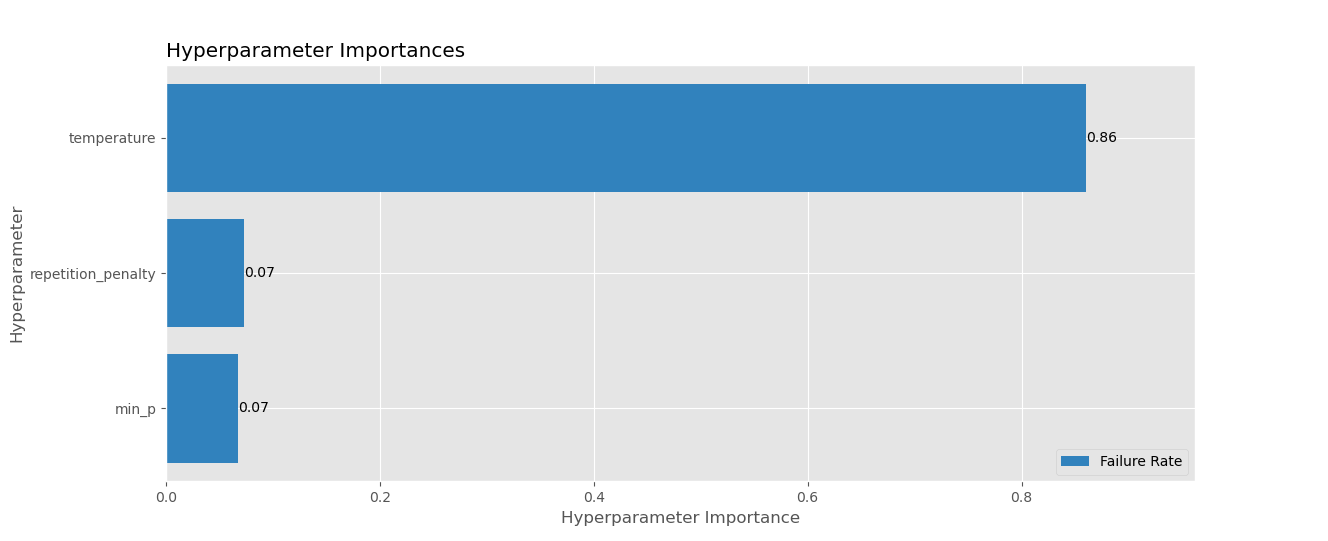 Hyperparameter Importances
Hyperparameter
temperature
0.86
repetition_penalty
0.07
min_p
0.07
Failure Rate
0.0 0.2 0.4 0.6 0.8
Hyperparameter Importance